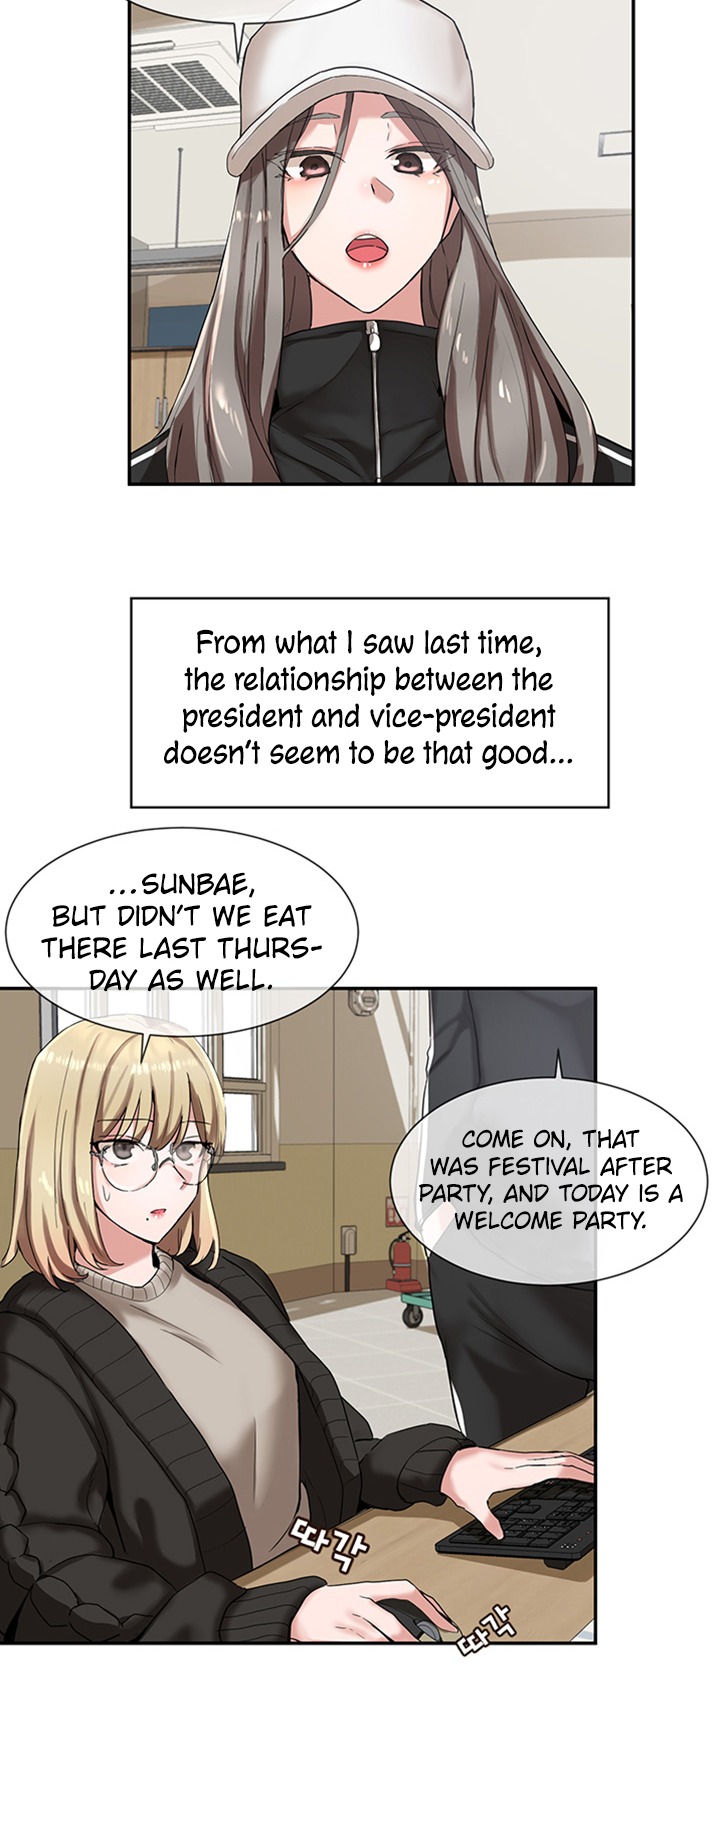 From what I saw last time,
the relationship between the
president and vice-president
doesn't seem to be that good...
...SUNBAE,
BUT DIDN'T WE EAT
THERE LAST THURS-
DAY AS WELL.
COME ON, THAT
WAS FESTIVAL AFTER
PARTY, AND TODAY IS A
WELCOME PARTY.
따각
따각